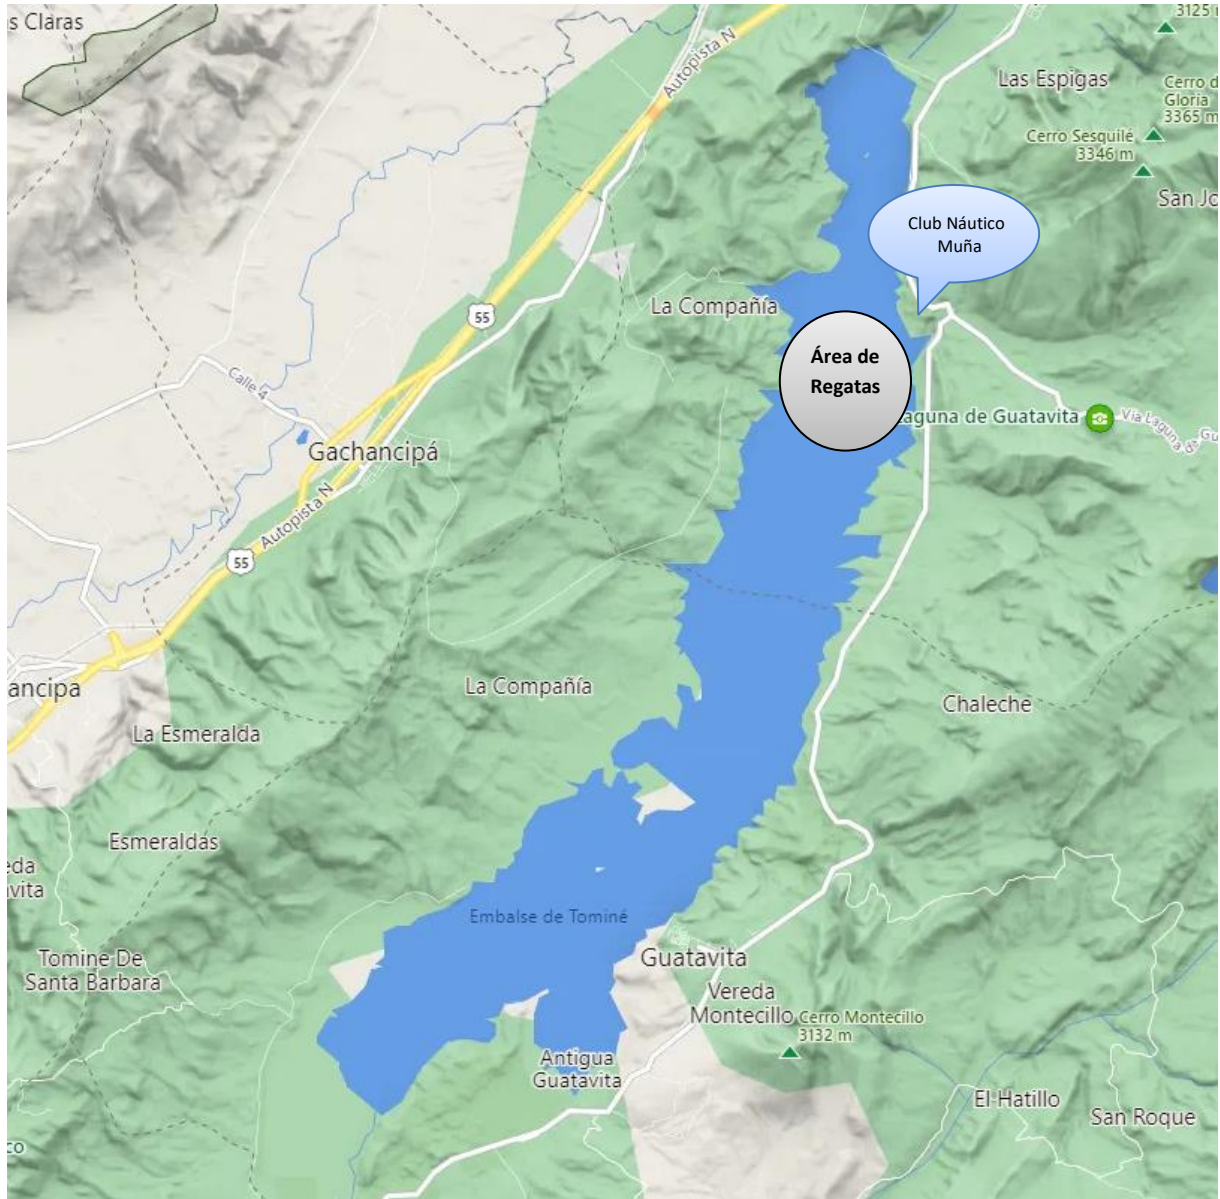 s Claras
3125
Autopista N
Las Espigas
Cerro d
Gloria
3365 m
Cerro Sesquilé
3346 m
San Jo
Club Náutico
Muña
La Compañía
55
Área de
Regatas
Calle 4
aguna de Guatavita
Via Laguna de
Gu
Gachancipá
Autopista N
55
ancipa
La Compañía
Chaleche
La Esmeralda
Esmeraldas
eda
avita
Embalse de Tominé
Guatavita
Tomine De
Santa Barbara
Vereda
Montecillo
Cerro Montecillo
3132 m
Antigua
Guatavita
El Hatillo
San Roque
co